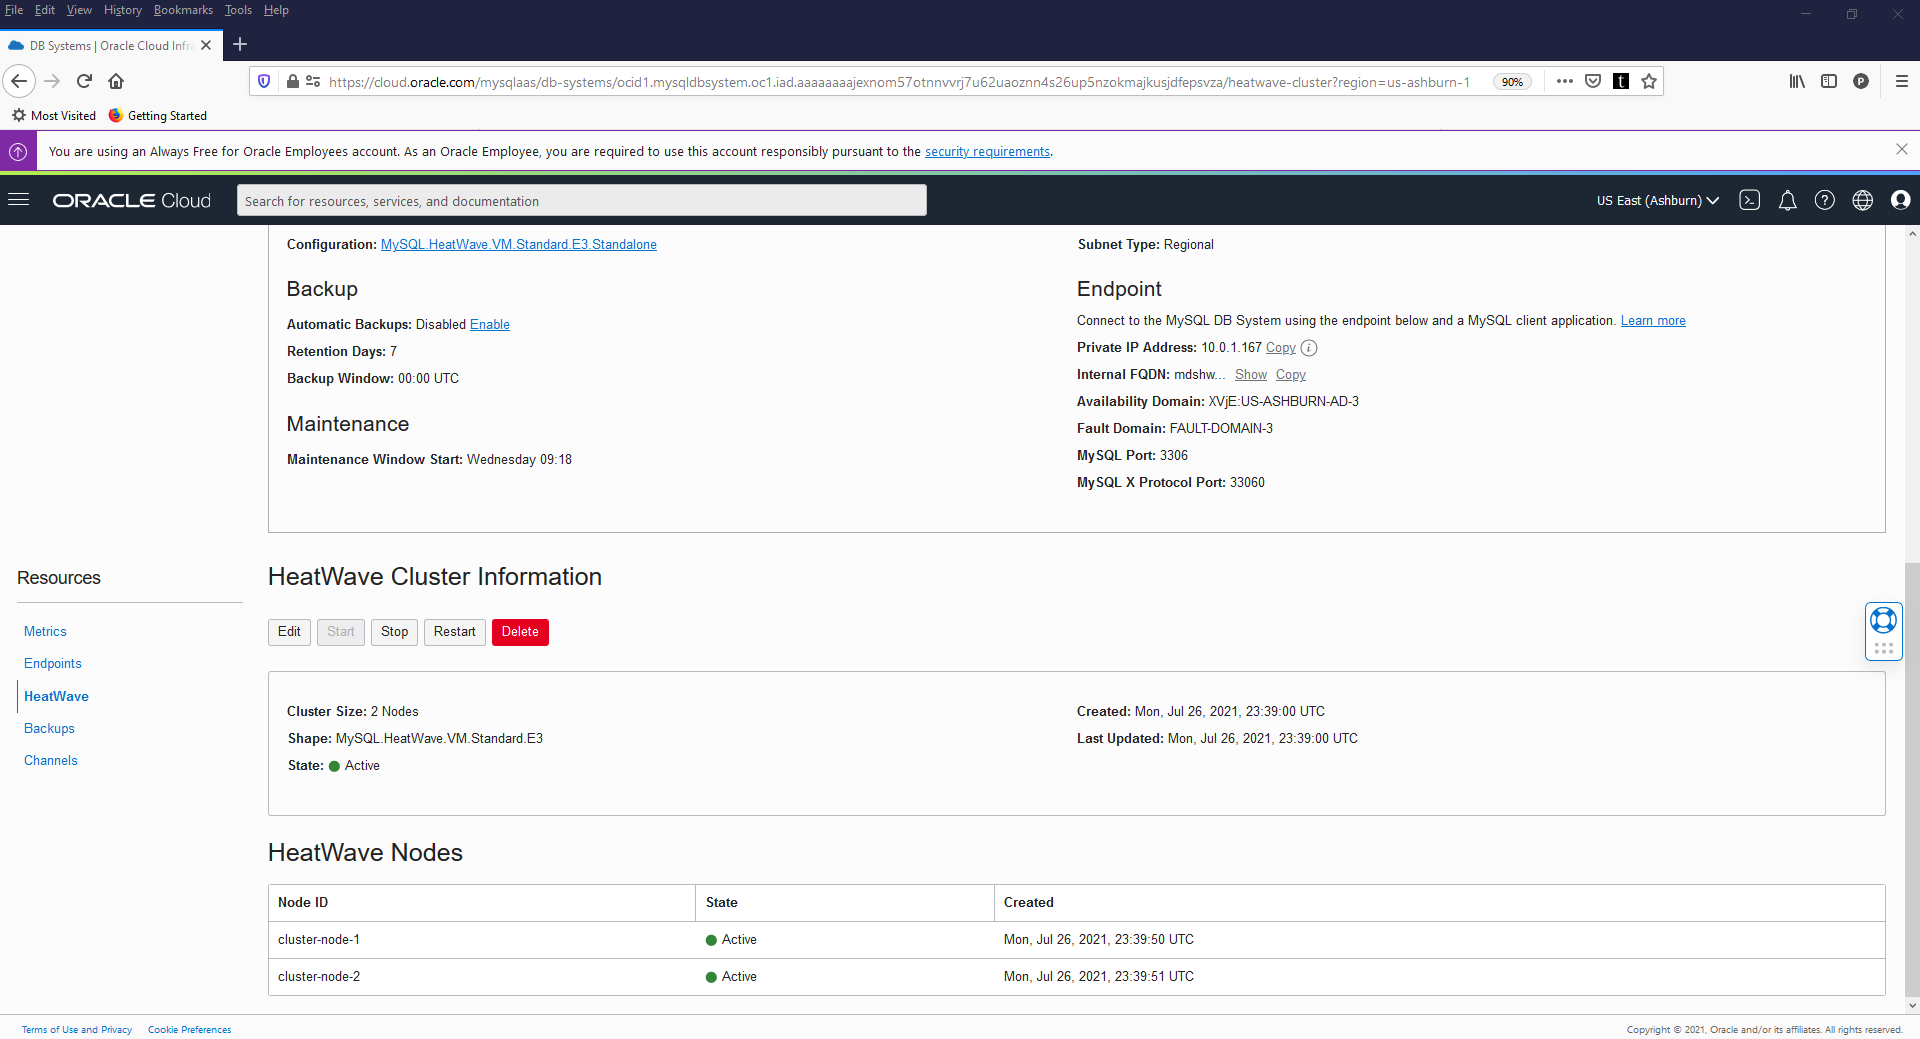 File Edit View History Bookmarks Tools Help
DB Systems | Oracle Cloud Infra
https://cloud.oracle.com/mysqlaas/db-systems/ocid1.mysqldbsystem.oc1.iad.aaaaaaaajexnom57otnnvvrj7u62uaoznn4s26up5nzokmajkusjdfepsvza/heatwave-cluster?region=us-ashburn-1 90% t P
Most Visited Getting Started
You are using an Always Free for Oracle Employees account. As an Oracle Employee, you are required to use this account responsibly pursuant to the security requirements.
ORACLE Cloud Search for resources, services, and documentation US East (Ashburn)
Configuration: MySQL.HeatWave.VM.Standard.E3.Standalone
Backup
Automatic Backups: Disabled Enable
Retention Days: 7
Backup Window: 00:00 UTC
Maintenance
Maintenance Window Start: Wednesday 09:18
Subnet Type: Regional
Endpoint
Connect to the MySQL DB System using the endpoint below and a MySQL client application. Learn more
Private IP Address: 10.0.1.167 Copy
Internal FQDN: mdshw... Show Copy
Availability Domain: XVjE:US-ASHBURN-AD-3
Fault Domain: FAULT-DOMAIN-3
MySQL Port: 3306
MySQL X Protocol Port: 33060
Resources
Metrics
Endpoints
HeatWave
Backups
Channels
HeatWave Cluster Information
Edit Start Stop Restart Delete
Cluster Size: 2 Nodes
Shape: MySQL.HeatWave.VM.Standard.E3
State: Active
Created: Mon, Jul 26, 2021, 23:39:00 UTC
Last Updated: Mon, Jul 26, 2021, 23:39:00 UTC
HeatWave Nodes
Node ID State Created
cluster-node-1 Active Mon, Jul 26, 2021, 23:39:50 UTC
cluster-node-2 Active Mon, Jul 26, 2021, 23:39:51 UTC
Terms of Use and Privacy Cookie Preferences Copyright © 2021, Oracle and/or its affiliates. All rights reserved.